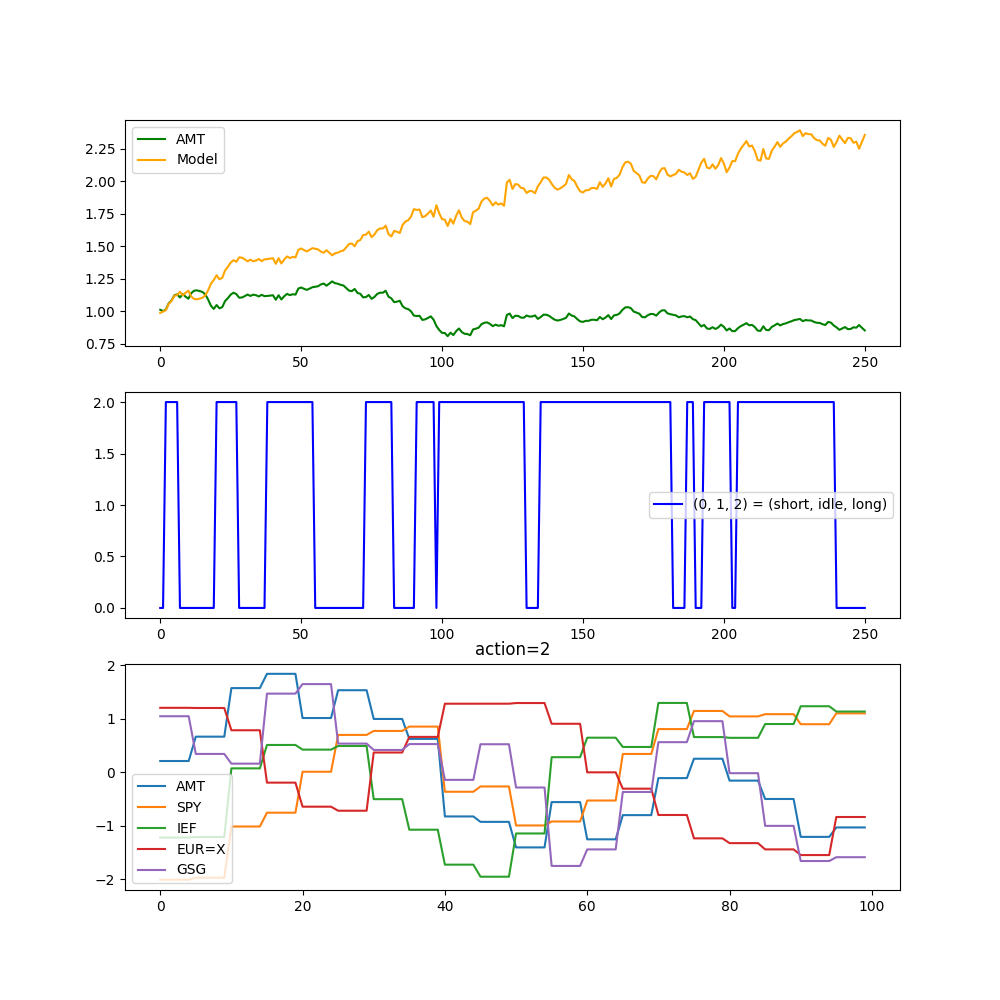 AMT
Model
2.25
2.00
1.75
1.50
1.25
1.00
0.75
0 50 100 150 200 250
2.0
1.5
1.0
0.5
0.0
(0, 1, 2) = (short, idle, long)
0 50 100 150 200 250
action=2
2
1
0
−1
−2
AMT
SPY
IEF
EUR=X
GSG
0 20 40 60 80 100